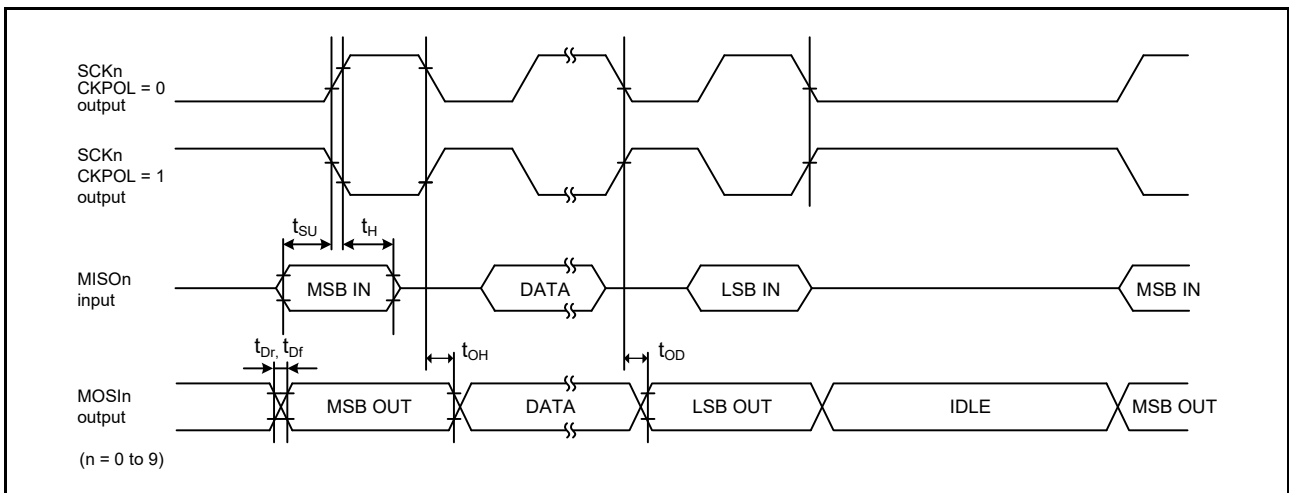 SCKn
CKPOL = 0
output
SCKn
CKPOL = 1
output
tSU
tH
MISOn
input
MSB IN
DATA
LSB IN
MSB IN
tDr, tDf
tOH
tOD
MOSIn
output
MSB OUT
DATA
LSB OUT
IDLE
MSB OUT
(n = 0 to 9)